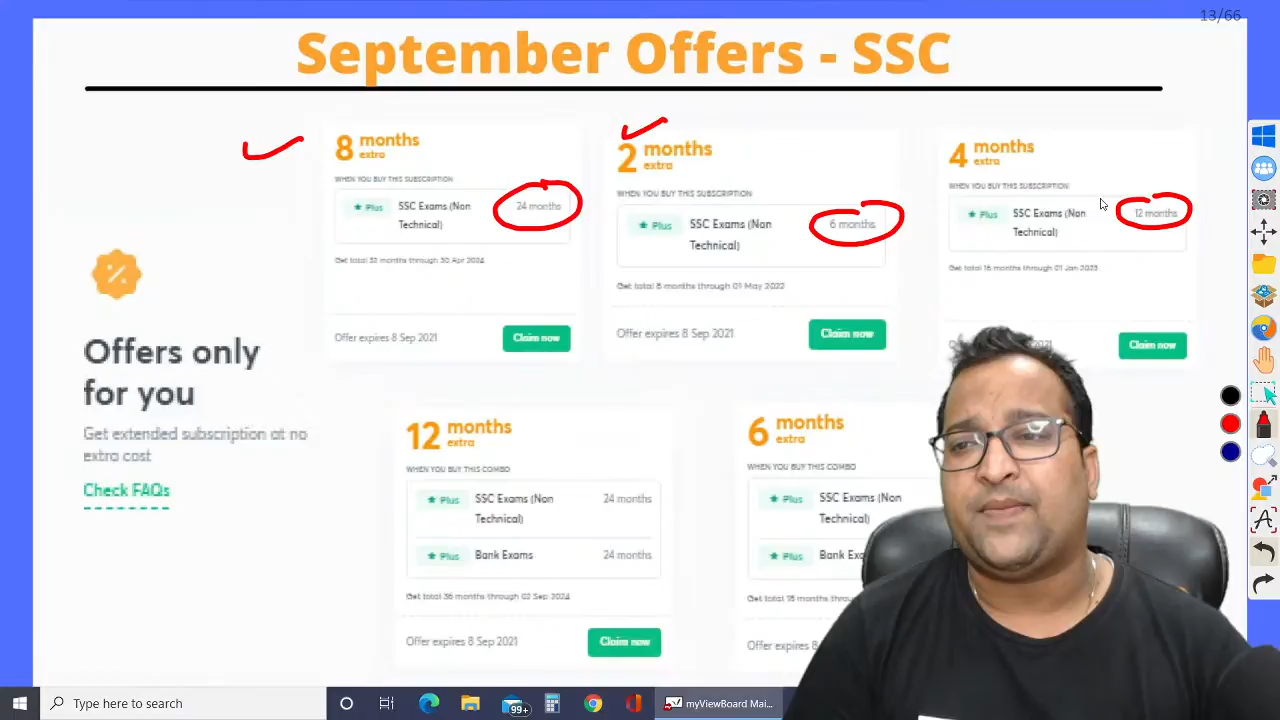 13/66
September Offers - SSC
8 months
extra
WHEN YOU BUY THIS SUBSCRIPTION
Plus SSC Exams (Non 24 months
Technical)
Get total 32 months through 30 Apr 2024
Offer expires 8 Sep 2021 Claim now
2 months
extra
WHEN YOU BUY THIS SUBSCRIPTION
Plus SSC Exams (Non 6 months
Technical)
Get total 8 months through 01 May 2022
Offer expires 8 Sep 2021 Claim now
4 months
extra
WHEN YOU BUY THIS SUBSCRIPTION
Plus SSC Exams (Non 12 months
Technical)
Get total 16 months through 01 Jan 2023
Claim now
Offers only
for you
Get extended subscription at no
extra cost
Check FAQs
12 months
extra
WHEN YOU BUY THIS COMBO
Plus SSC Exams (Non 24 months
Technical)
Plus Bank Exams 24 months
Get total 36 months through 02 Sep 2024
Offer expires 8 Sep 2021 Claim now
6 months
extra
WHEN YOU BUY THIS COMBO
Plus SSC Exams (Non
Technical)
Plus Bank
Get total 18 months
Offer expires 8
Type here to search
99+
myViewBoard Mai...